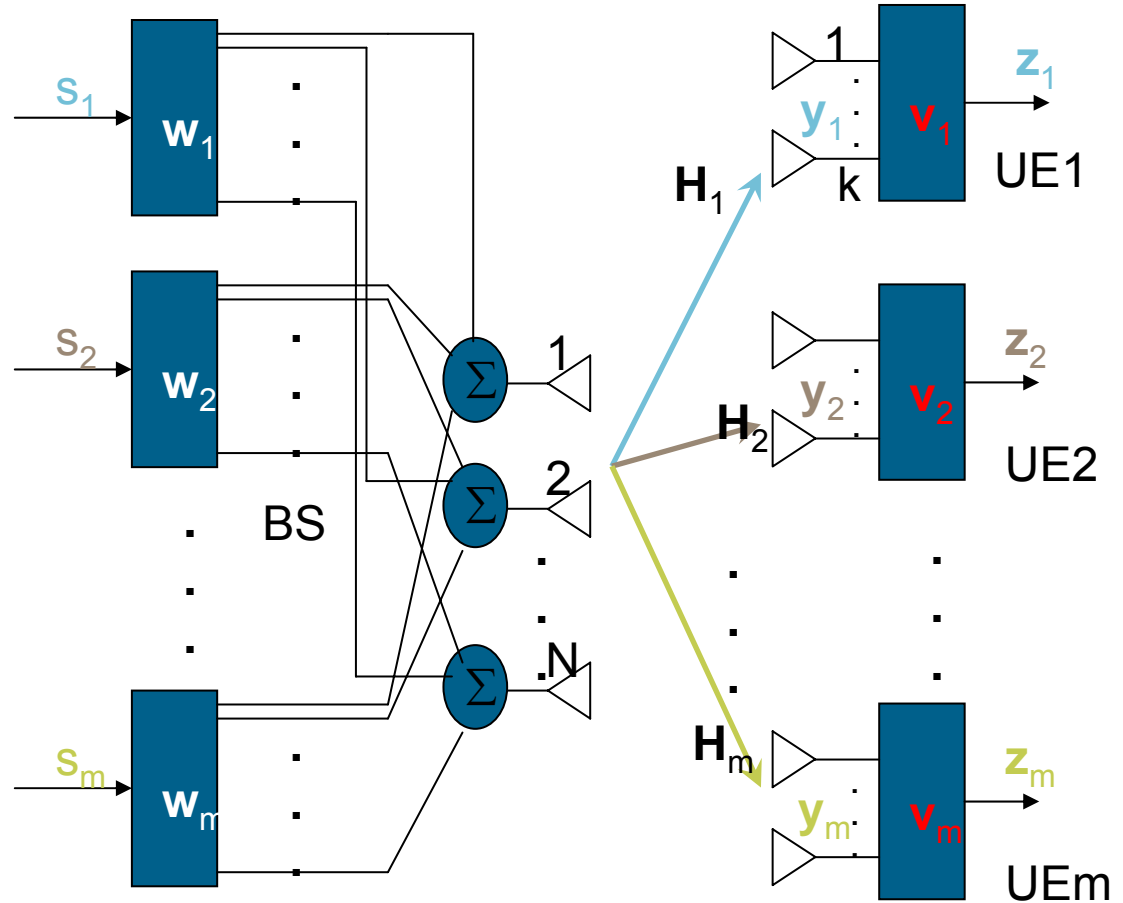 s₁
w₁
s₂
w₂
BS
sₘ
wₘ
Σ
1
Σ
2
Σ
N
H₁
H₂
Hₘ
1
y₁
k
v₁
z₁
UE1
y₂
v₂
z₂
UE2
yₘ
vₘ
zₘ
UEm